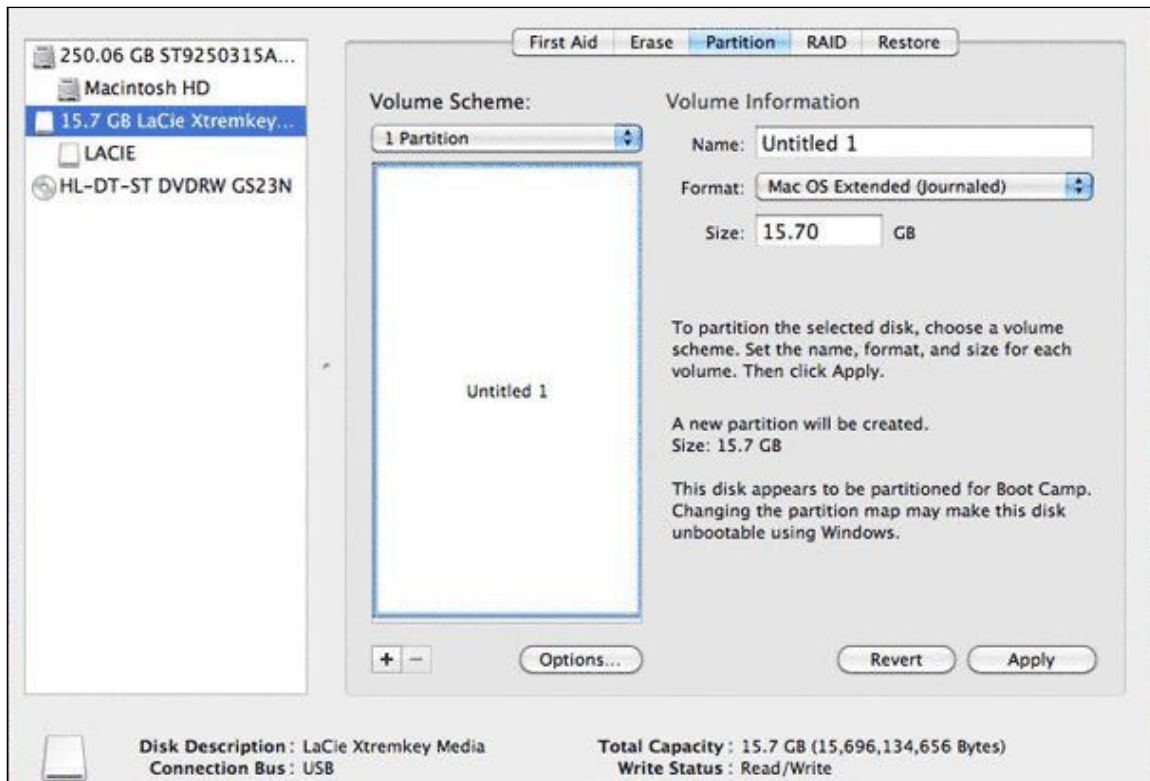 First Aid Erase Partition RAID Restore
250.06 GB ST9250315A...
Macintosh HD
15.7 GB LaCie Xtremkey...
LACIE
HL-DT-ST DVDRW GS23N
Volume Scheme:
1 Partition
Untitled 1
Volume Information
Name: Untitled 1
Format: Mac OS Extended (Journaled)
Size: 15.70 GB
To partition the selected disk, choose a volume
scheme. Set the name, format, and size for each
volume. Then click Apply.
A new partition will be created.
Size: 15.7 GB
This disk appears to be partitioned for Boot Camp.
Changing the partition map may make this disk
unbootable using Windows.
+ − Options... Revert Apply
Disk Description : LaCie Xtremkey Media
Connection Bus : USB
Total Capacity : 15.7 GB (15,696,134,656 Bytes)
Write Status : Read/Write